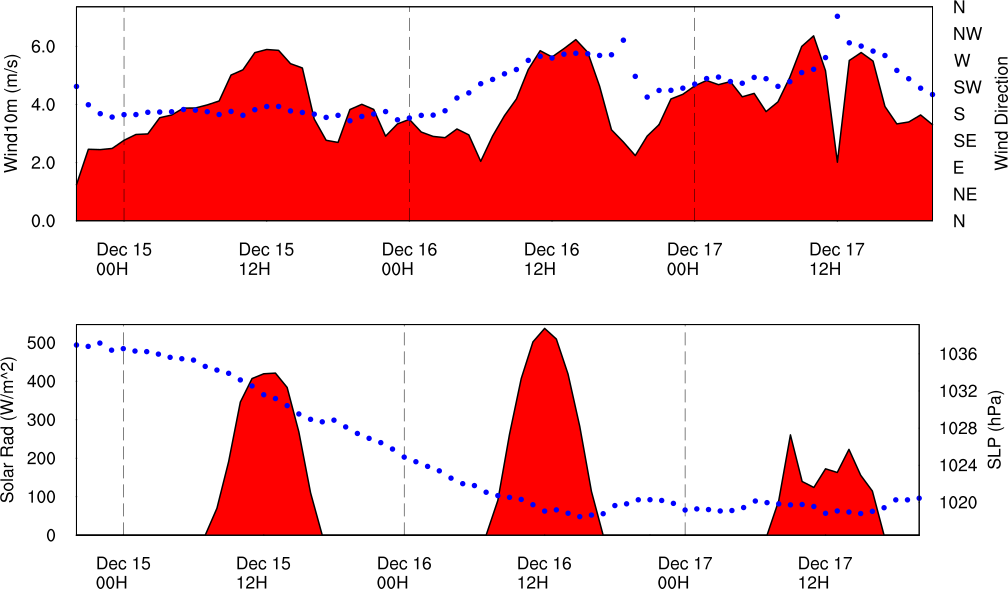 N
NW
W
SW
S
SE
E
NE
N
Wind Direction
6.0
4.0
2.0
0.0
Wind10m (m/s)
Dec 15 Dec 15 Dec 16 Dec 16 Dec 17 Dec 17
00H 12H 00H 12H 00H 12H
500
400
300
200
100
0
Solar Rad (W/m^2)
1036
1032
1028
1024
1020
SLP (hPa)
Dec 15 Dec 15 Dec 16 Dec 16 Dec 17 Dec 17
00H 12H 00H 12H 00H 12H